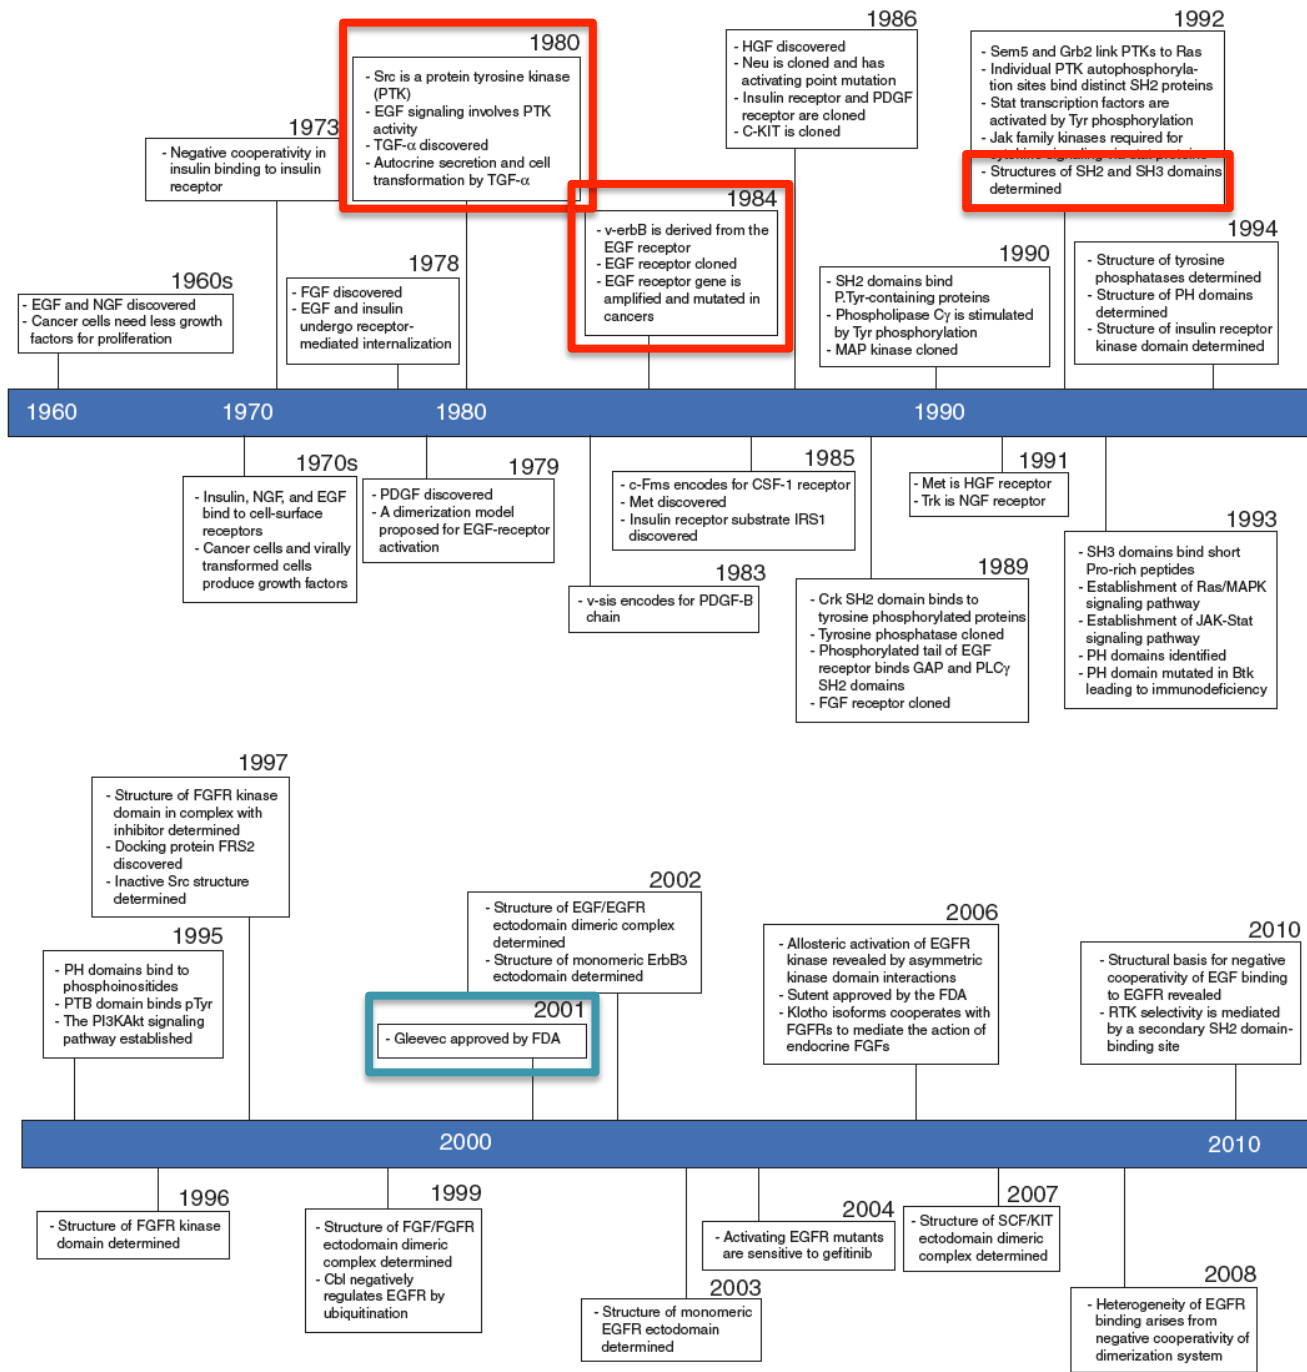 1960s
- EGF and NGF discovered
- Cancer cells need less growth
factors for proliferation
1973
- Negative cooperativity in
insulin binding to insulin
receptor
1978
- FGF discovered
- EGF and insulin
undergo receptor-
mediated internalization
1980
- Src is a protein tyrosine kinase
(PTK)
- EGF signaling involves PTK
activity
- TGF-α discovered
- Autocrine secretion and cell
transformation by TGF-α
1984
- v-erbB is derived from the
EGF receptor
- EGF receptor cloned
- EGF receptor gene is
amplified and mutated in
cancers
1986
- HGF discovered
- Neu is cloned and has
activating point mutation
- Insulin receptor and PDGF
receptor are cloned
- C-KIT is cloned
1990
- SH2 domains bind
P.Tyr-containing proteins
- Phospholipase Cγ is stimulated
by Tyr phosphorylation
- MAP kinase cloned
1992
- Sem5 and Grb2 link PTKs to Ras
- Individual PTK autophosphoryla-
tion sites bind distinct SH2 proteins
- Stat transcription factors are
activated by Tyr phosphorylation
- Jak family kinases required for
cytokine signaling via stat proteins
- Structures of SH2 and SH3 domains
determined
1994
- Structure of tyrosine
phosphatases determined
- Structure of PH domains
determined
- Structure of insulin receptor
kinase domain determined
1960 1970 1980 1990
1970s
- Insulin, NGF, and EGF
bind to cell-surface
receptors
- Cancer cells and virally
transformed cells
produce growth factors
1979
- PDGF discovered
- A dimerization model
proposed for EGF-receptor
activation
1983
- v-sis encodes for PDGF-B
chain
1985
- c-Fms encodes for CSF-1 receptor
- Met discovered
- Insulin receptor substrate IRS1
discovered
1989
- Crk SH2 domain binds to
tyrosine phosphorylated proteins
- Tyrosine phosphatase cloned
- Phosphorylated tail of EGF
receptor binds GAP and PLCγ
SH2 domains
- FGF receptor cloned
1991
- Met is HGF receptor
- Trk is NGF receptor
1993
- SH3 domains bind short
Pro-rich peptides
- Establishment of Ras/MAPK
signaling pathway
- Establishment of JAK-Stat
signaling pathway
- PH domains identified
- PH domain mutated in Btk
leading to immunodeficiency
1995
- PH domains bind to
phosphoinositides
- PTB domain binds pTyr
- The PI3KAkt signaling
pathway established
1997
- Structure of FGFR kinase
domain in complex with
inhibitor determined
- Docking protein FRS2
discovered
- Inactive Src structure
determined
2001
- Gleevec approved by FDA
2002
- Structure of EGF/EGFR
ectodomain dimeric complex
determined
- Structure of monomeric ErbB3
ectodomain determined
2006
- Allosteric activation of EGFR
kinase revealed by asymmetric
kinase domain interactions
- Sutent approved by the FDA
- Klotho isoforms cooperates with
FGFRs to mediate the action of
endocrine FGFs
2010
- Structural basis for negative
cooperativity of EGF binding
to EGFR revealed
- RTK selectivity is mediated
by a secondary SH2 domain-
binding site
2000 2010
1996
- Structure of FGFR kinase
domain determined
1999
- Structure of FGF/FGFR
ectodomain dimeric
complex determined
- Cbl negatively
regulates EGFR by
ubiquitination
2003
- Structure of monomeric
EGFR ectodomain
determined
2004
- Activating EGFR mutants
are sensitive to gefitinib
2007
- Structure of SCF/KIT
ectodomain dimeric
complex determined
2008
- Heterogeneity of EGFR
binding arises from
negative cooperativity of
dimerization system